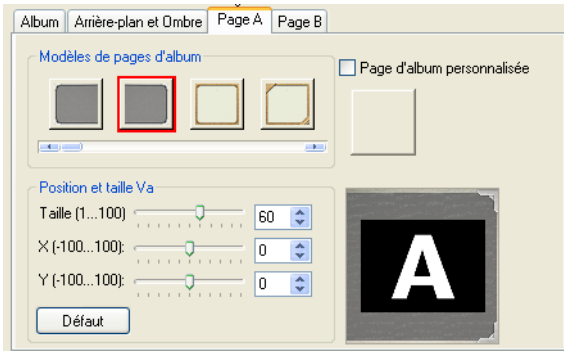 Album Arrière-plan et Ombre Page A Page B
Modèles de pages d'album
Page d'album personnalisée
Position et taille Va
Taille (1...100) 60
X (-100...100): 0
Y (-100...100): 0
Défaut
A